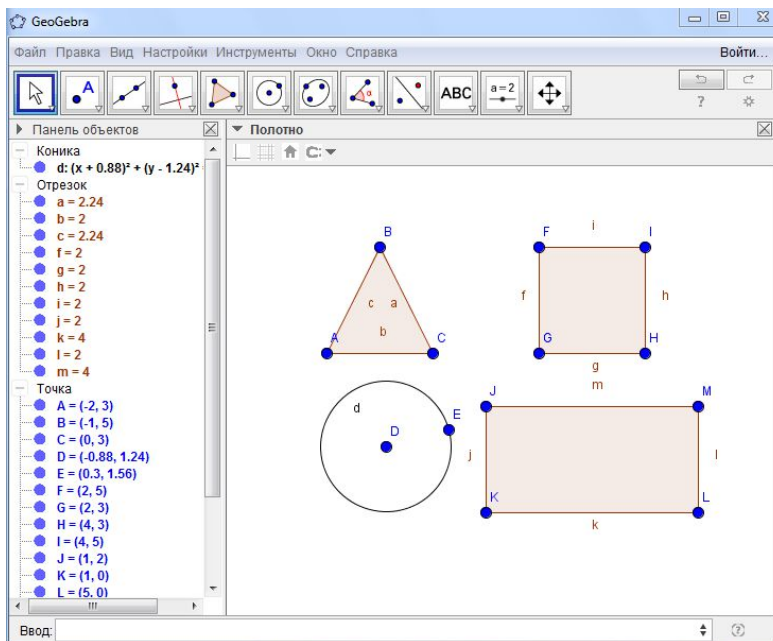 GeoGebra
Файл Правка Вид Настройки Инструменты Окно Справка Войти...
A ABC a = 2
?
Панель объектов
Полотно
Коника
d: (x + 0.88)² + (y - 1.24)²
Отрезок
a = 2.24
b = 2
c = 2.24
f = 2
g = 2
h = 2
i = 2
j = 2
k = 4
l = 2
m = 4
Точка
A = (-2, 3)
B = (-1, 5)
C = (0, 3)
D = (-0.88, 1.24)
E = (0.3, 1.56)
F = (2, 5)
G = (2, 3)
H = (4, 3)
I = (4, 5)
J = (1, 2)
K = (1, 0)
L = (5, 0)
B F i I
c a f h
b
A C G H
g
m
J M
d E
D j l
K L
k
Ввод:
?